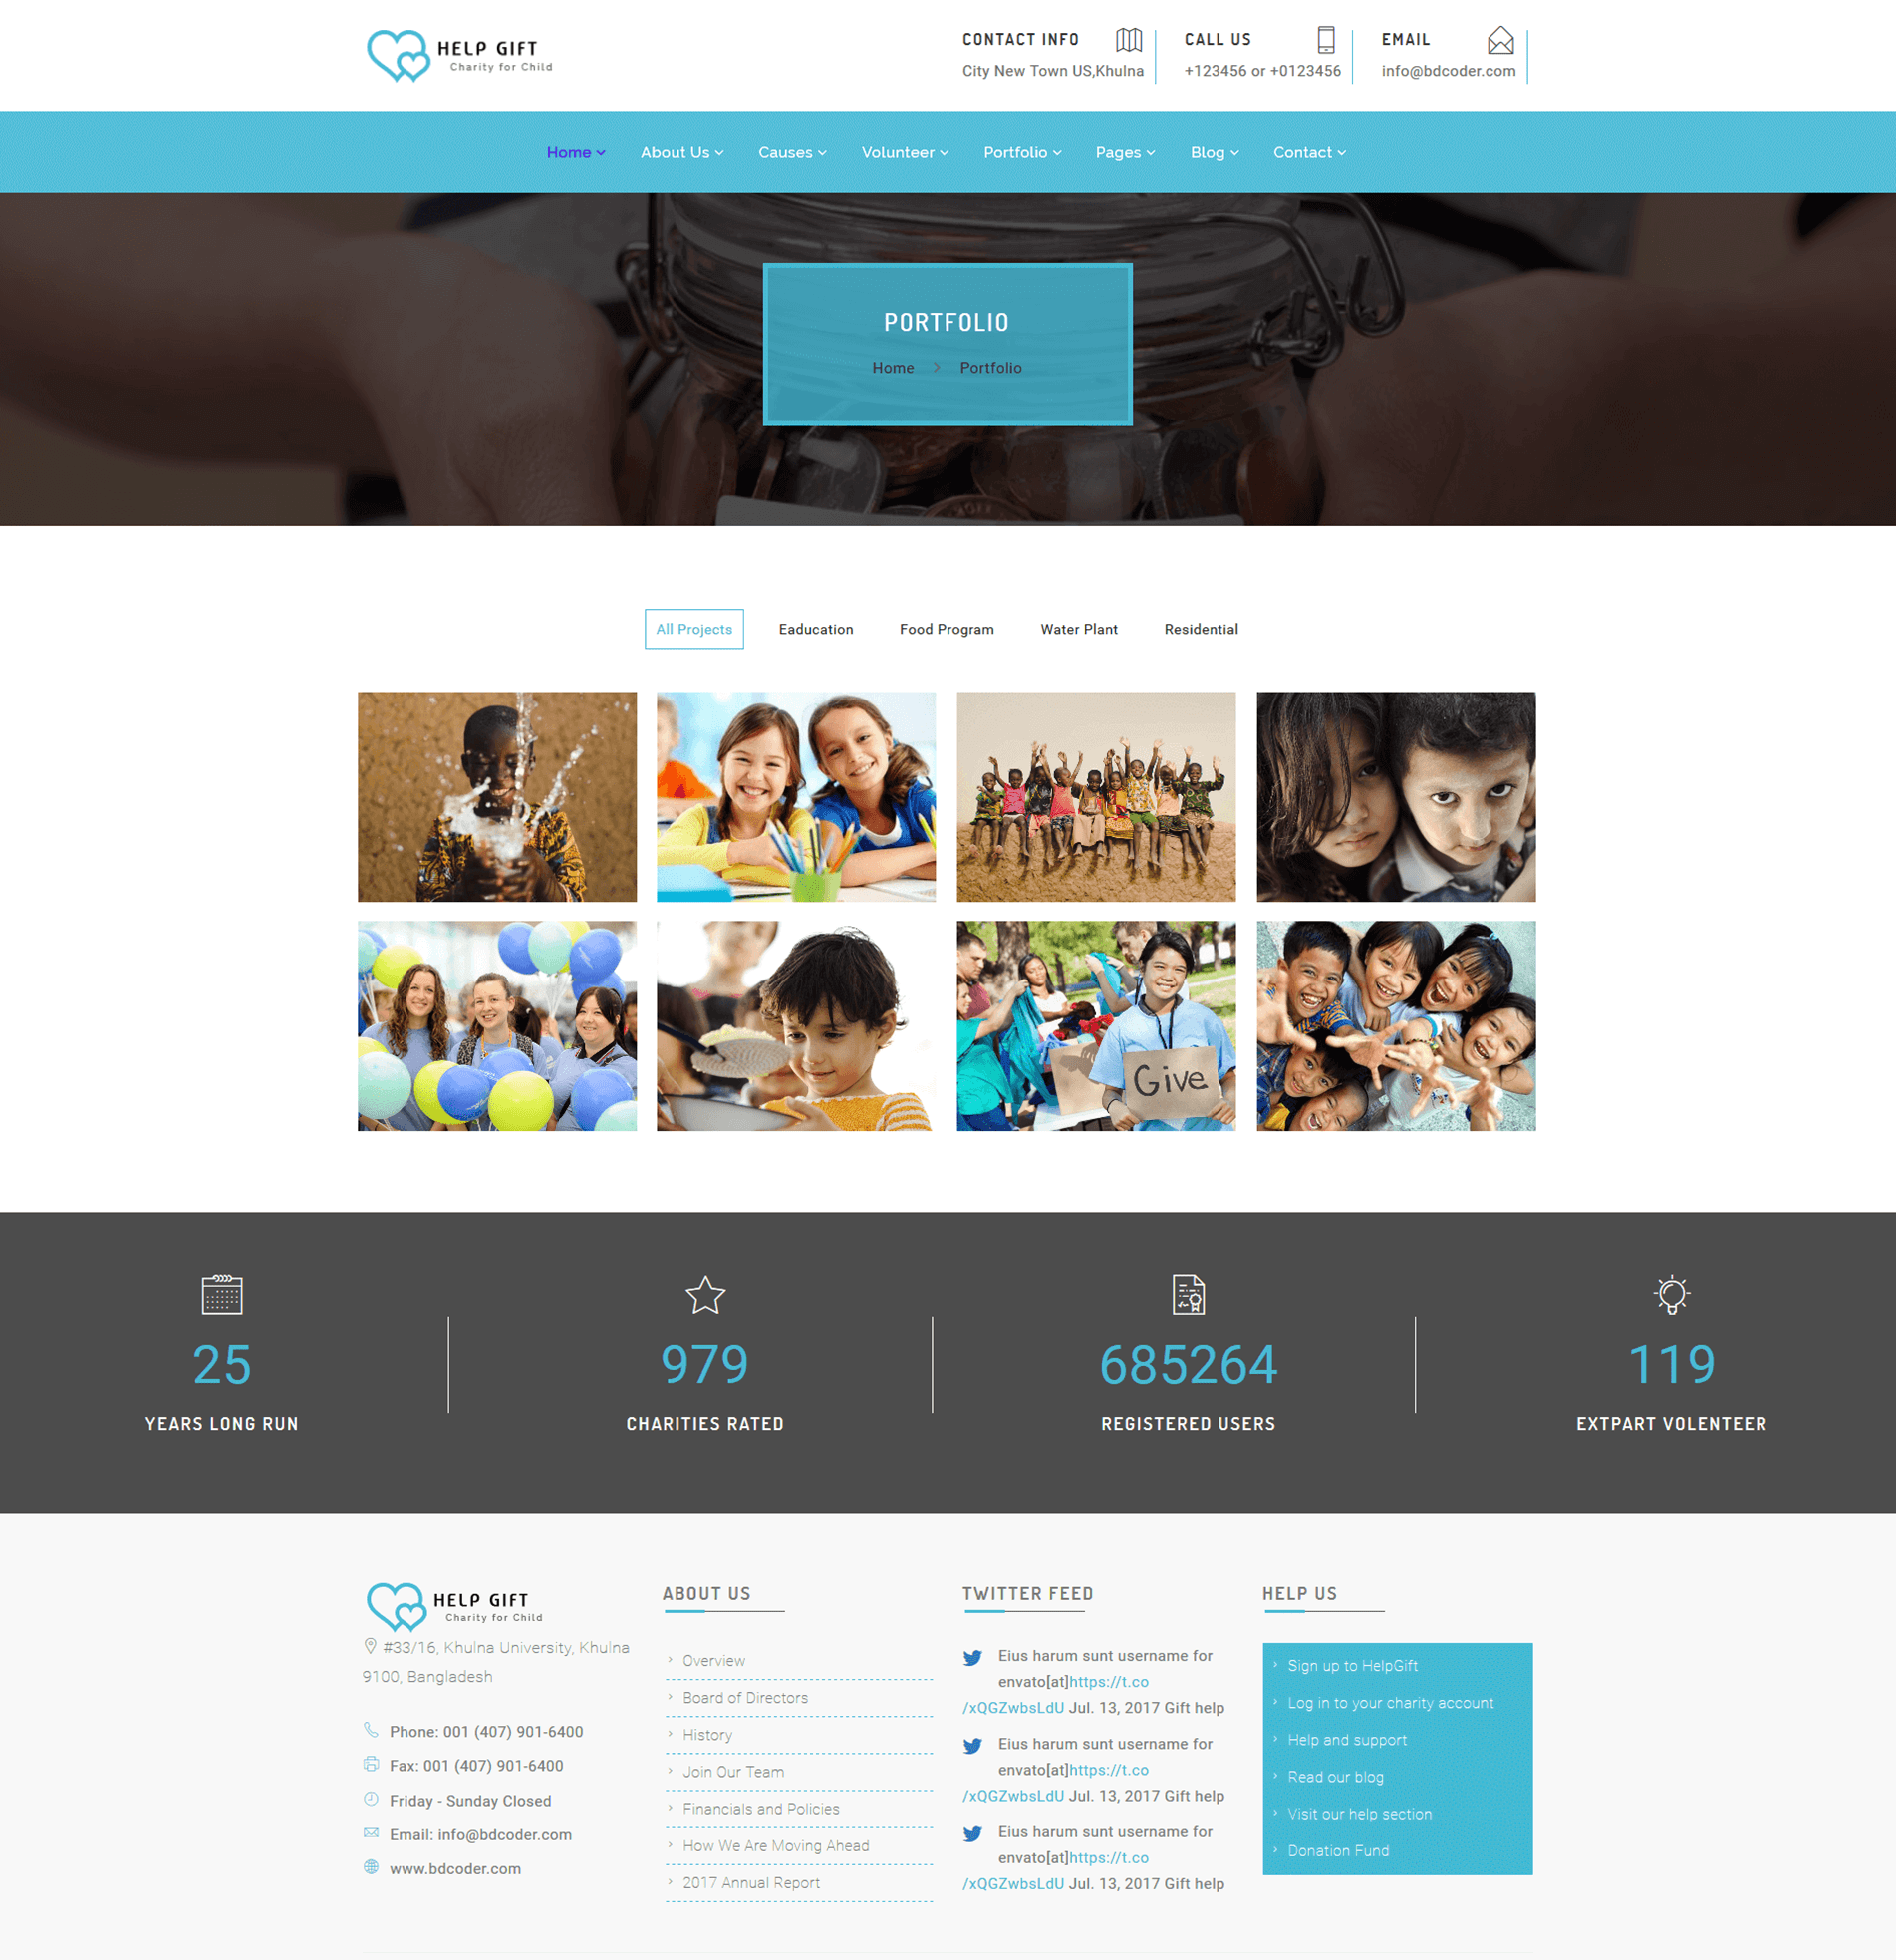 HELP GIFT
Charity for Child
CONTACT INFO
City New Town US,Khulna
CALL US
+123456 or +0123456
EMAIL
info@bdcoder.com
Home About Us Causes Volunteer Portfolio Pages Blog Contact
PORTFOLIO
Home > Portfolio
All Projects Eaducation Food Program Water Plant Residential
Give
25
YEARS LONG RUN
979
CHARITIES RATED
685264
REGISTERED USERS
119
EXTPART VOLENTEER
HELP GIFT
Charity for Child
#33/16, Khulna University, Khulna
9100, Bangladesh
Phone: 001 (407) 901-6400
Fax: 001 (407) 901-6400
Friday - Sunday Closed
Email: info@bdcoder.com
www.bdcoder.com
ABOUT US
Overview
Board of Directors
History
Join Our Team
Financials and Policies
How We Are Moving Ahead
2017 Annual Report
TWITTER FEED
Eius harum sunt username for
envato[at]https://t.co
/xQGZwbsLdU Jul. 13, 2017 Gift help
Eius harum sunt username for
envato[at]https://t.co
/xQGZwbsLdU Jul. 13, 2017 Gift help
Eius harum sunt username for
envato[at]https://t.co
/xQGZwbsLdU Jul. 13, 2017 Gift help
HELP US
Sign up to HelpGift
Log in to your charity account
Help and support
Read our blog
Visit our help section
Donation Fund